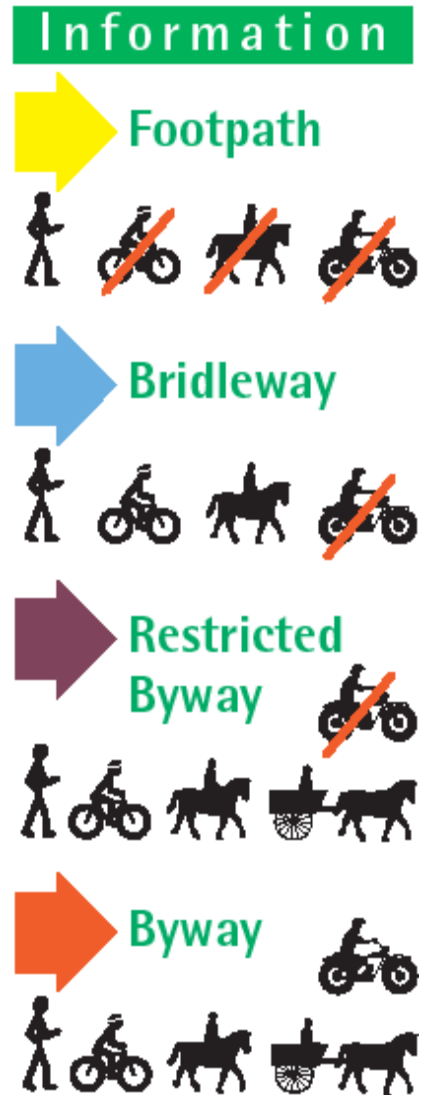 Information
Footpath
Bridleway
Restricted
Byway
Byway